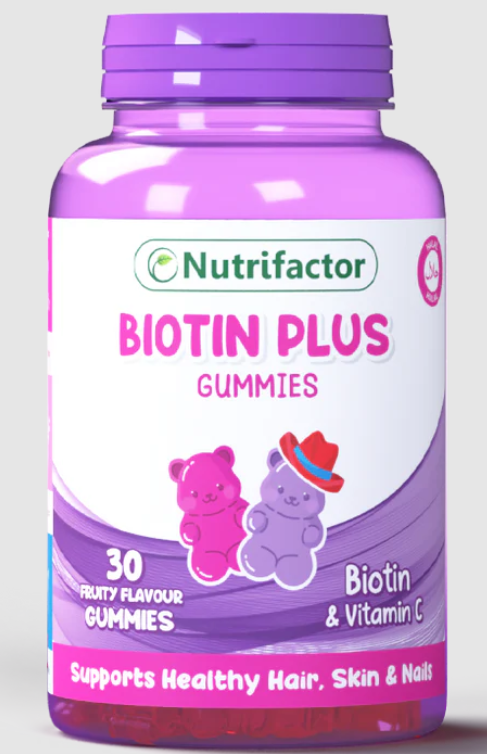 Nutrifactor
BIOTIN PLUS
GUMMIES
30
FRUITY FLAVOUR
GUMMIES
Biotin
& Vitamin C
Supports Healthy Hair, Skin & Nails